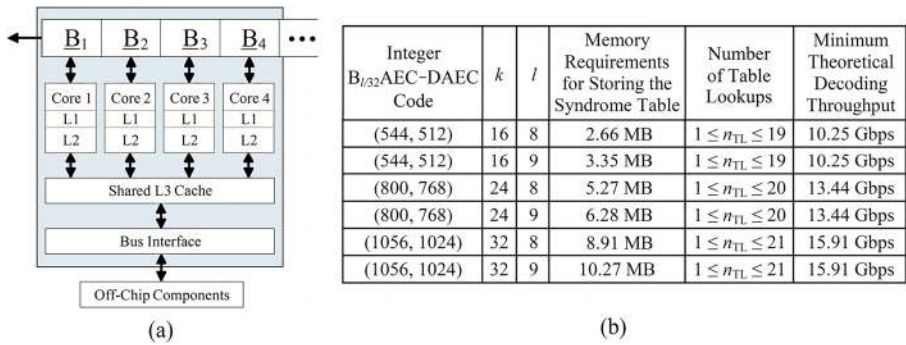 B1 B2 B3 B4 •••
Core 1 Core 2 Core 3 Core 4
L1 L1 L1 L1
L2 L2 L2 L2
Shared L3 Cache
Bus Interface
Off-Chip Components
(a)
Integer
B𝑙/32AEC–DAEC
Code
k
l
Memory
Requirements
for Storing the
Syndrome Table
Number
of Table
Lookups
Minimum
Theoretical
Decoding
Throughput
(544, 512) 16 8 2.66 MB 1 ≤ nTL ≤ 19 10.25 Gbps
(544, 512) 16 9 3.35 MB 1 ≤ nTL ≤ 19 10.25 Gbps
(800, 768) 24 8 5.27 MB 1 ≤ nTL ≤ 20 13.44 Gbps
(800, 768) 24 9 6.28 MB 1 ≤ nTL ≤ 20 13.44 Gbps
(1056, 1024) 32 8 8.91 MB 1 ≤ nTL ≤ 21 15.91 Gbps
(1056, 1024) 32 9 10.27 MB 1 ≤ nTL ≤ 21 15.91 Gbps
(b)